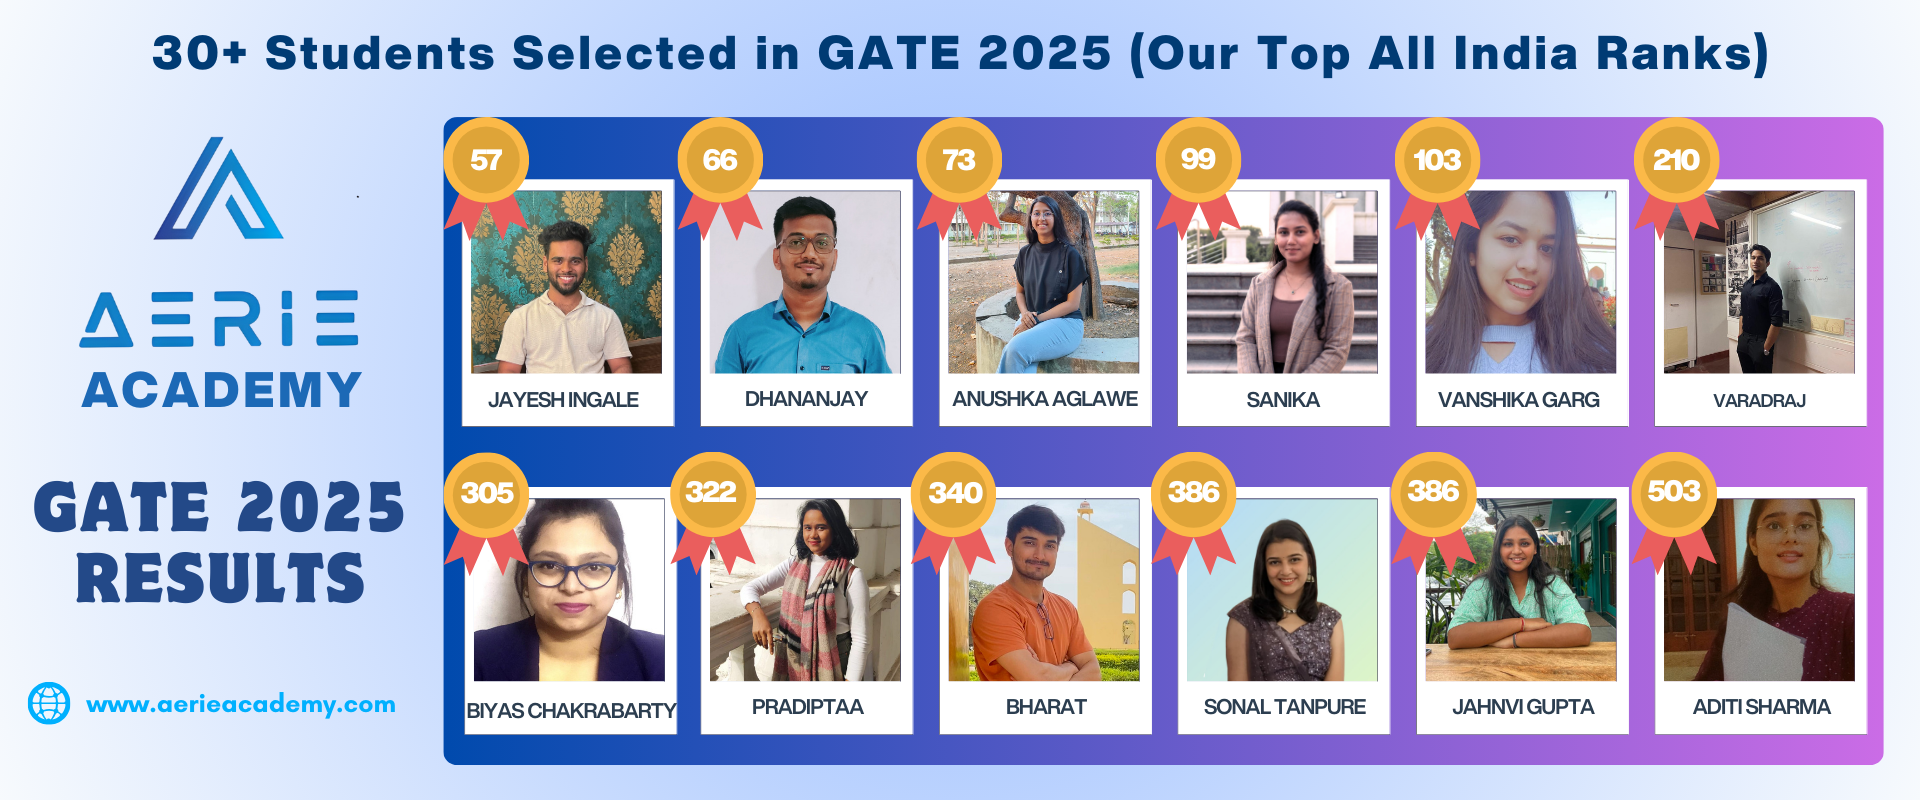 30+ Students Selected in GATE 2025 (Our Top All India Ranks)
AERIE
ACADEMY
GATE 2025
RESULTS
www.aerieacademy.com
57
66
73
99
103
210
JAYESH INGALE
DHANANJAY
ANUSHKA AGLAWE
SANIKA
VANSHIKA GARG
VARADRAJ
305
322
340
386
386
503
BIYAS CHAKRABARTY
PRADIPTAA
BHARAT
SONAL TANPURE
JAHNVI GUPTA
ADITI SHARMA